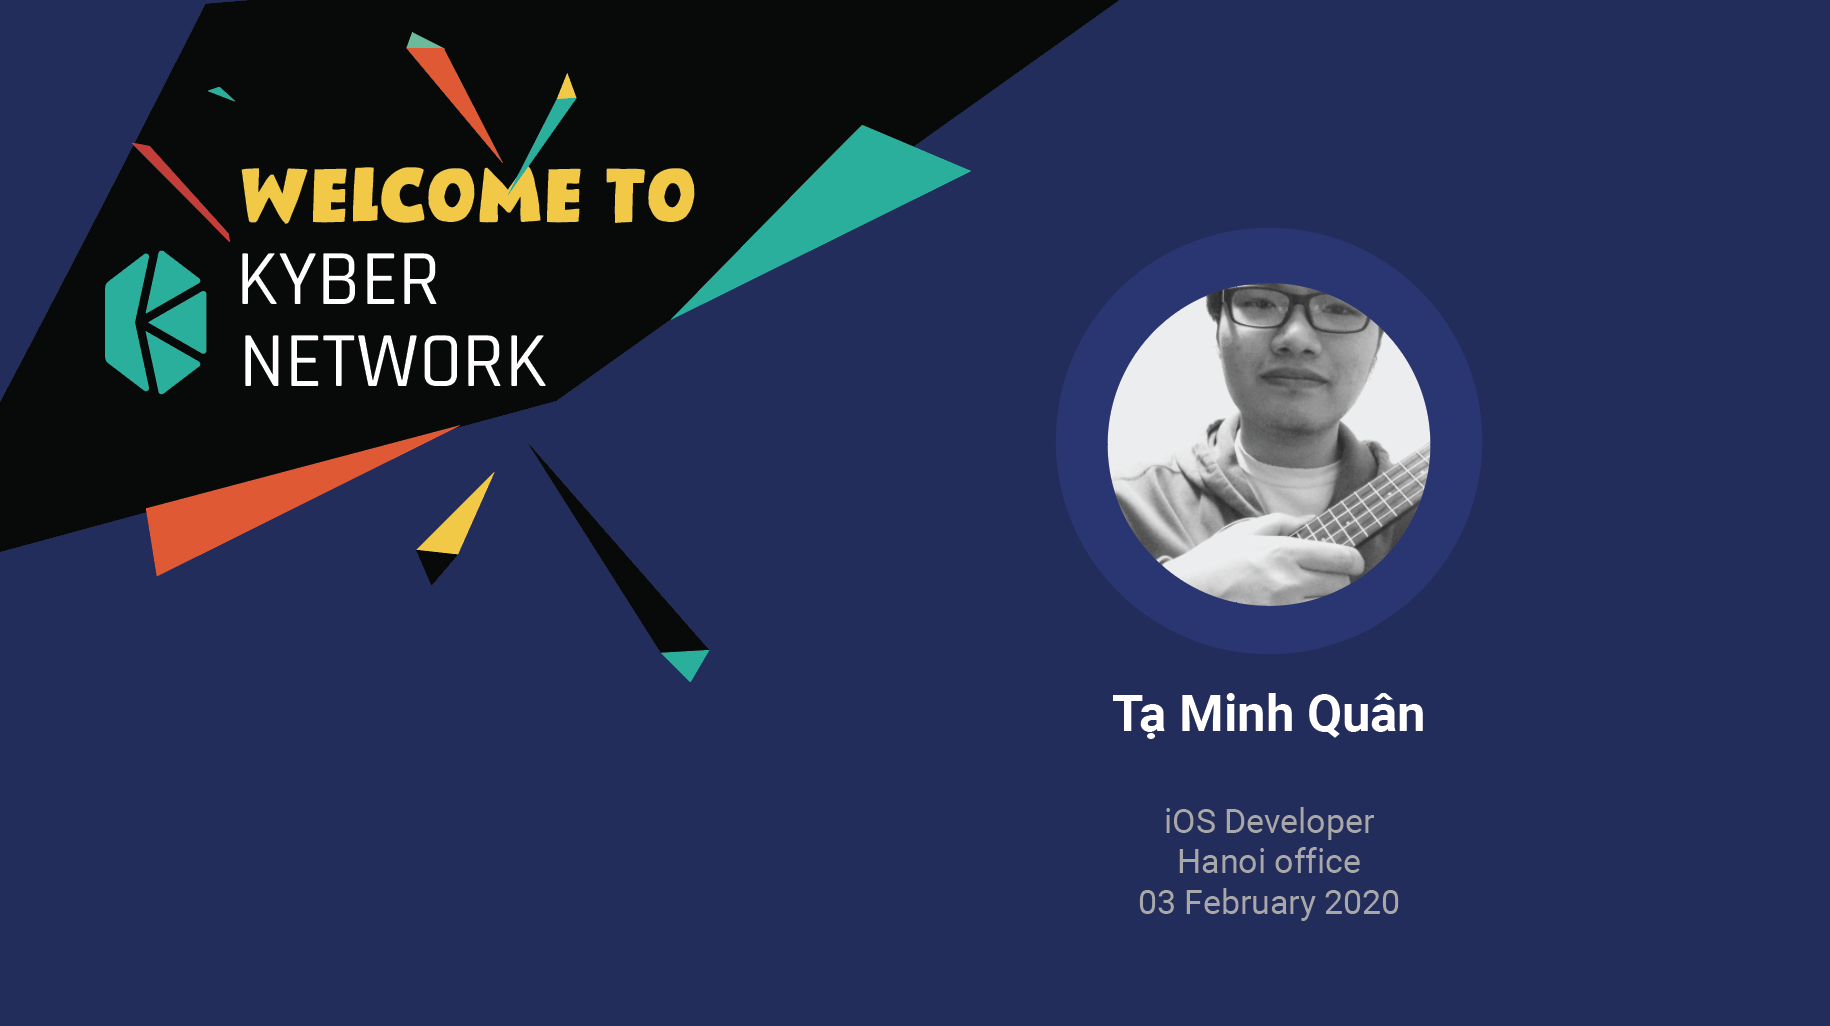 WELCOME TO
KYBER
NETWORK
Tạ Minh Quân
iOS Developer
Hanoi office
03 February 2020